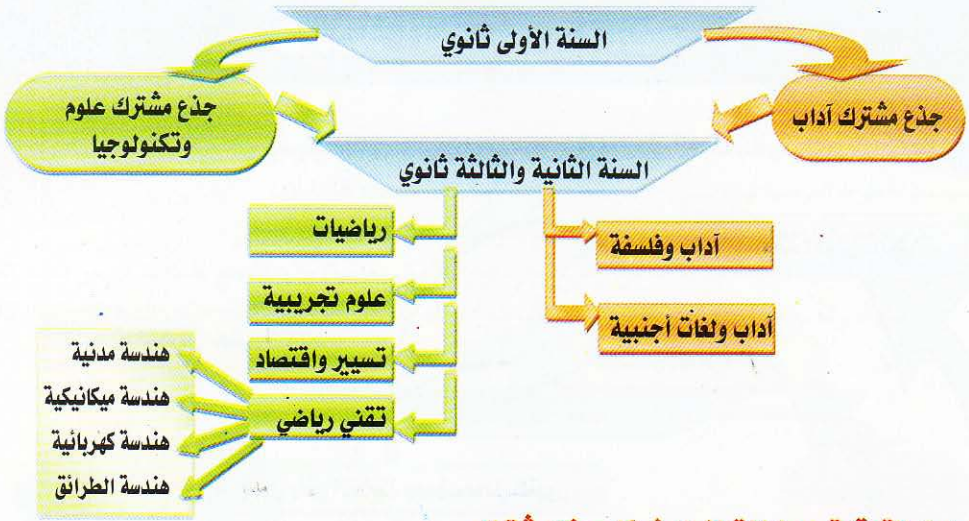 السنة الأولى ثانوي
جذع مشترك آداب
جذع مشترك علوم
وتكنولوجيا
السنة الثانية والثالثة ثانوي
آداب وفلسفة
آداب ولغات أجنبية
رياضيات
علوم تجريبية
تسيير واقتصاد
تقني رياضي
هندسة مدنية
هندسة ميكانيكية
هندسة كهربائية
هندسة الطرائق